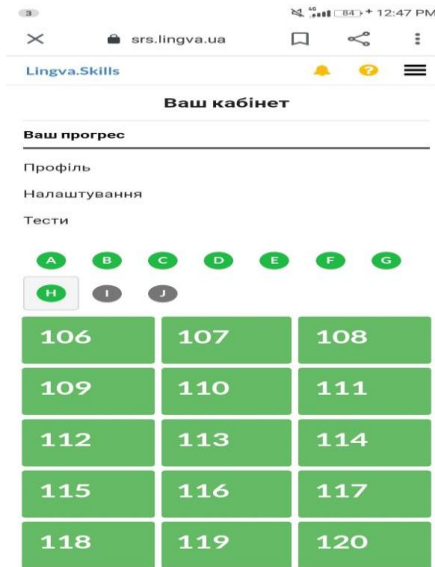 3 4G 84 + 12:47 PM
srs.lingva.ua
Lingva.Skills ?
Ваш кабінет
Ваш прогрес
Профіль
Налаштування
Тести
A B C D E F G
H I J
106 107 108
109 110 111
112 113 114
115 116 117
118 119 120